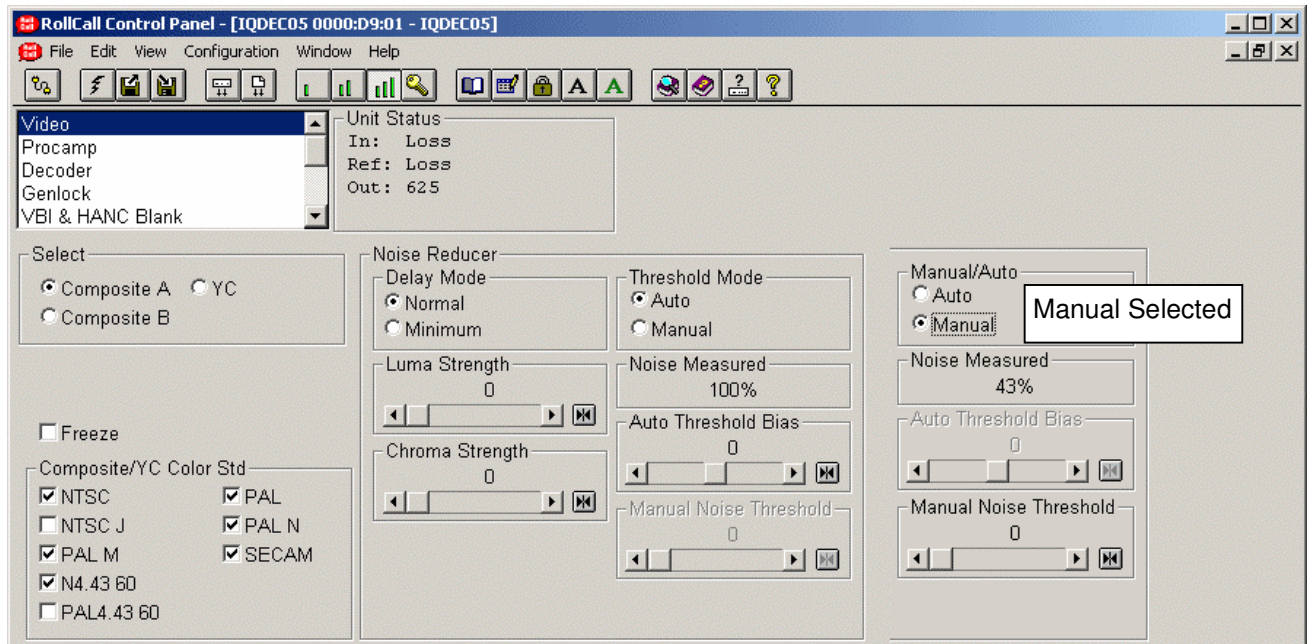 RollCall Control Panel - [IQDEC05 0000:D9:01 - IQDEC05]
File Edit View Configuration Window Help
Video
Procamp
Decoder
Genlock
VBI & HANC Blank
Unit Status
In: Loss
Ref: Loss
Out: 625
Select
Composite A YC
Composite B
Freeze
Composite/YC Color Std
NTSC PAL
NTSC J PAL N
PAL M SECAM
N4.43 60
PAL4.43 60
Noise Reducer
Delay Mode
Normal
Minimum
Luma Strength
0
Chroma Strength
0
Threshold Mode
Auto
Manual
Noise Measured
100%
Auto Threshold Bias
0
Manual Noise Threshold
0
Manual/Auto
Auto
Manual
Manual Selected
Noise Measured
43%
Auto Threshold Bias
0
Manual Noise Threshold
0